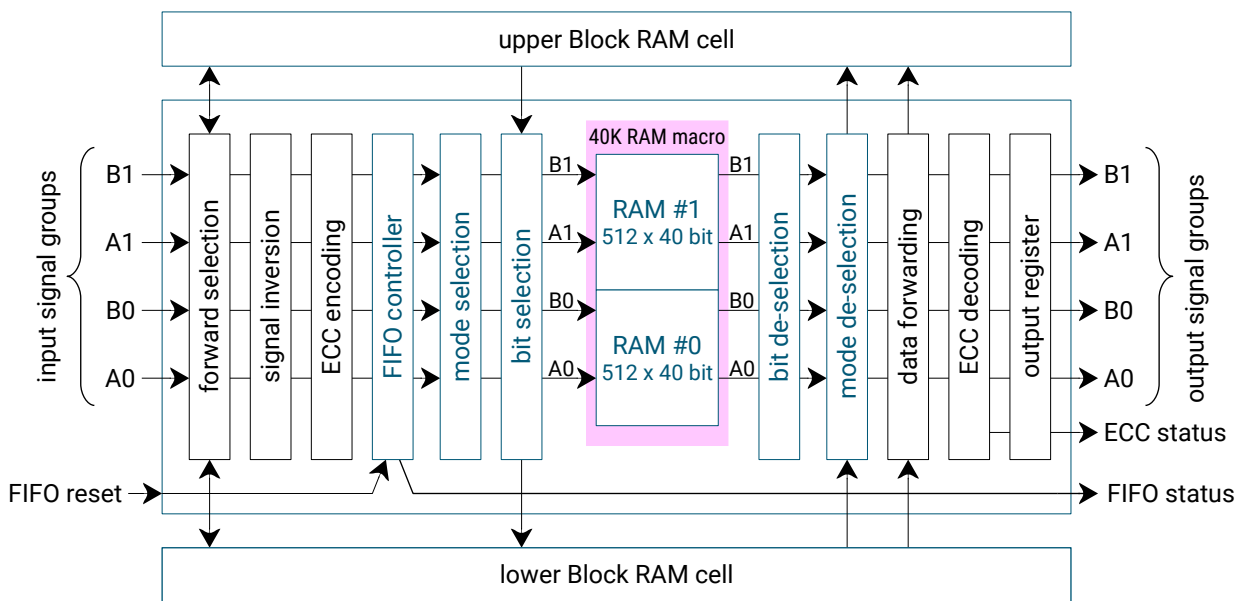 upper Block RAM cell
input signal groups
B1
A1
B0
A0
FIFO reset
forward selection
signal inversion
ECC encoding
FIFO controller
mode selection
bit selection
B1
A1
B0
A0
40K RAM macro
RAM #1
512 x 40 bit
RAM #0
512 x 40 bit
B1
A1
B0
A0
bit de-selection
mode de-selection
data forwarding
ECC decoding
output register
B1
A1
B0
A0
output signal groups
ECC status
FIFO status
lower Block RAM cell